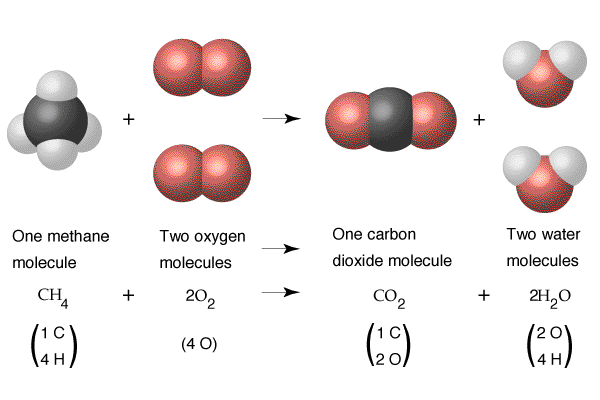 + → +
One methane molecule
Two oxygen molecules
→
One carbon dioxide molecule
Two water molecules
CH₄ + 2O₂ → CO₂ + 2H₂O
(1 C
4 H)
(4 O)
(1 C
2 O)
(2 O
4 H)